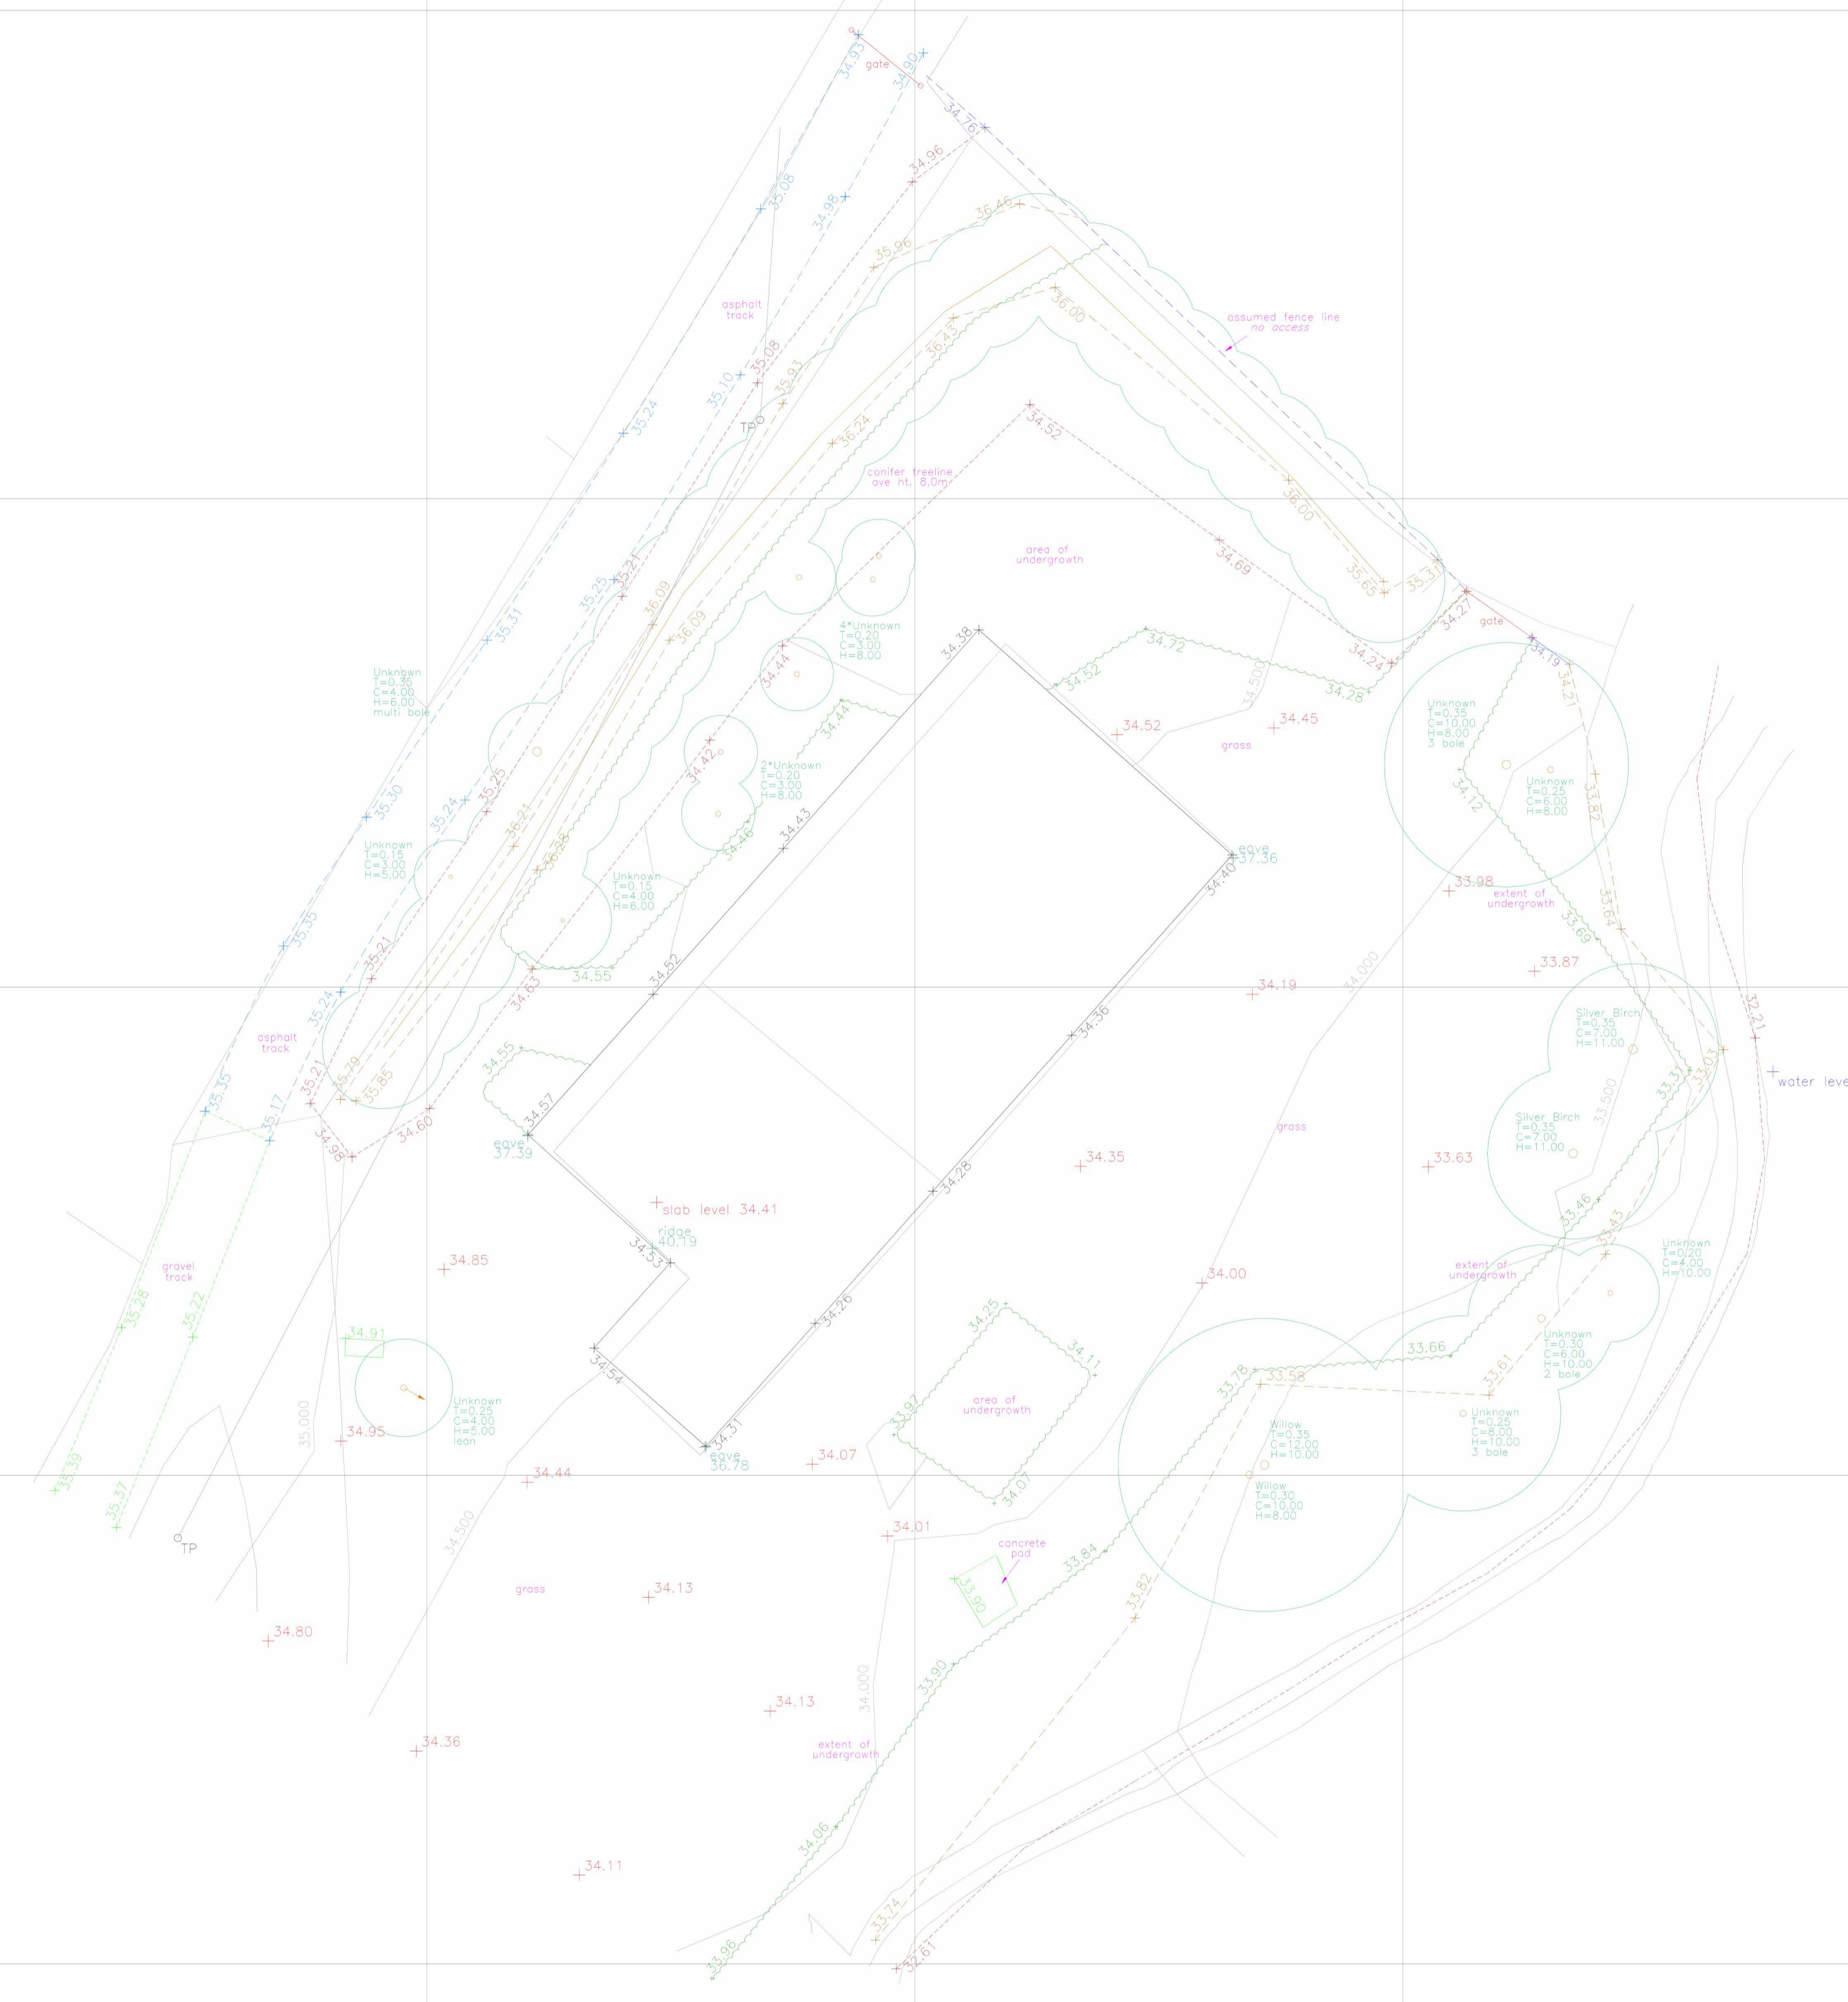 34.93
34.90
gate
34.76
34.96
35.08
34.98
36.46
35.96
asphalt
track
36.00
assumed fence line
no access
36.43
35.08
35.10
35.93
35.24
TP
36.24
34.52
conifer treeline
ave ht. 8.0m
36.00
area of
undergrowth
34.69
35.25
35.21
35.65
35.31
34.27
gate
35.31
36.09
36.09
4*Unknown
T=0.20
C=3.00
H=8.00
34.38
34.72
34.52
34.28
34.24
34.19
34.21
34.500
34.44
Unknown
T=0.35
C=4.00
H=6.00
multi bole
34.44
34.52
34.45
grass
Unknown
T=0.35
C=10.00
H=8.00
3 bole
34.42
2*Unknown
T=0.20
C=3.00
H=8.00
34.12
Unknown
T=0.25
C=6.00
H=8.00
33.82
35.25
35.24
35.30
36.21
36.28
34.46
34.43
Unknown
T=0.15
C=3.00
H=5.00
Unknown
T=0.15
C=4.00
H=6.00
eave
37.36
34.40
33.98
extent of
undergrowth
33.64
33.69
35.35
35.21
34.63
34.55
34.52
34.000
33.87
34.19
35.24
asphalt
track
34.36
Silver Birch
T=0.35
C=7.00
H=11.00
32.21
33.03
33.31
water leve
34.55
35.79
35.85
35.21
35.35
35.17
34.60
34.98
34.57
eave
37.39
grass
33.500
Silver Birch
T=0.35
C=7.00
H=11.00
34.35
33.63
34.28
slab level 34.41
33.46
33.43
ridge
40.19
34.53
34.85
gravel
track
34.00
extent of
undergrowth
Unknown
T=0.20
C=4.00
H=10.00
35.28
35.22
34.91
34.25
34.26
34.11
33.66
Unknown
T=0.30
C=6.00
H=10.00
2 bole
34.54
33.78
33.58
33.61
Unknown
T=0.25
C=4.00
H=5.00
lean
area of
undergrowth
33.97
35.000
34.95
34.31
eave
36.78
34.07
Willow
T=0.35
C=12.00
H=10.00
Unknown
T=0.25
C=8.00
H=10.00
3 bole
35.39
35.37
34.44
34.07
Willow
T=0.30
C=10.00
H=8.00
34.500
34.01
TP
concrete
pad
33.84
grass
34.13
33.90
33.82
34.80
33.90
34.000
34.13
34.36
extent of
undergrowth
34.06
34.11
33.74
33.96
32.61